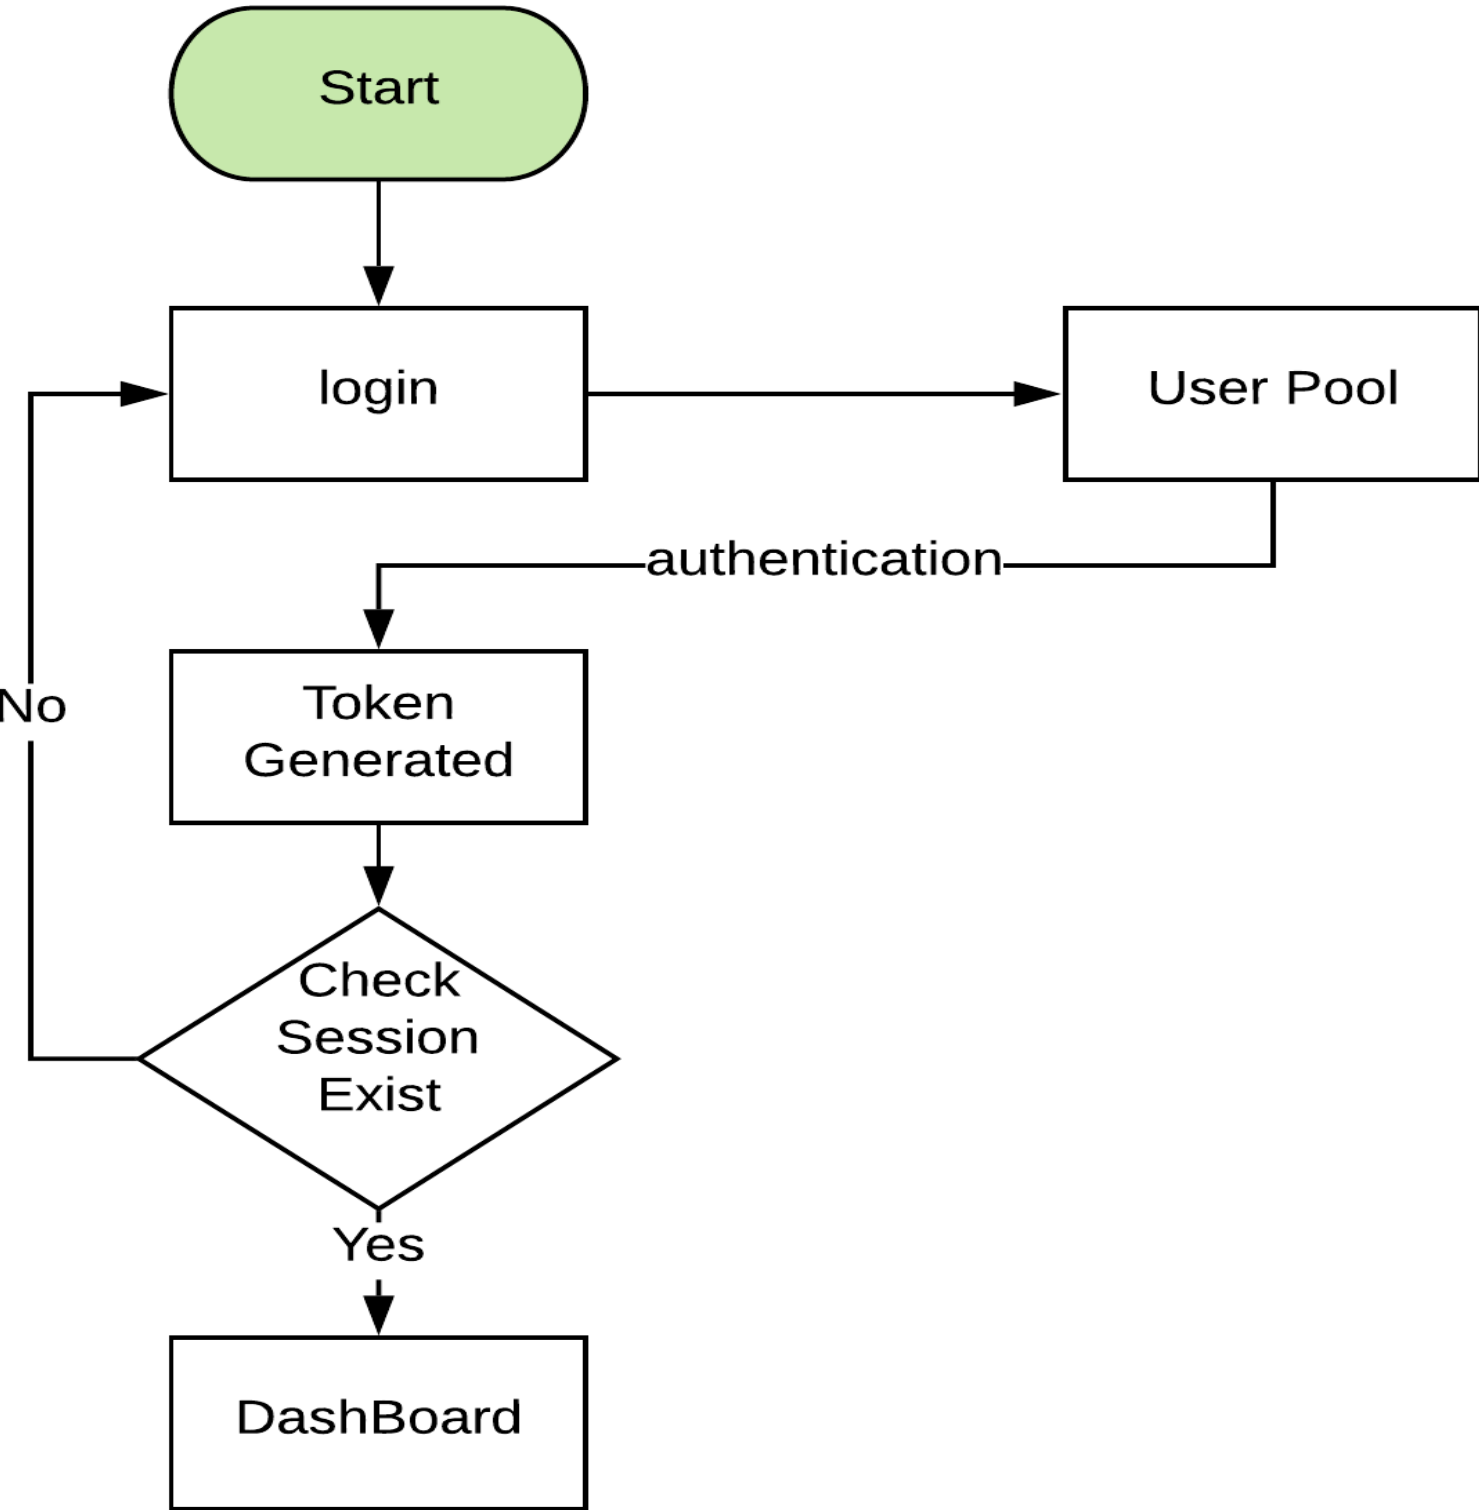 Start
login
User Pool
authentication
Token
Generated
No
Check
Session
Exist
Yes
DashBoard